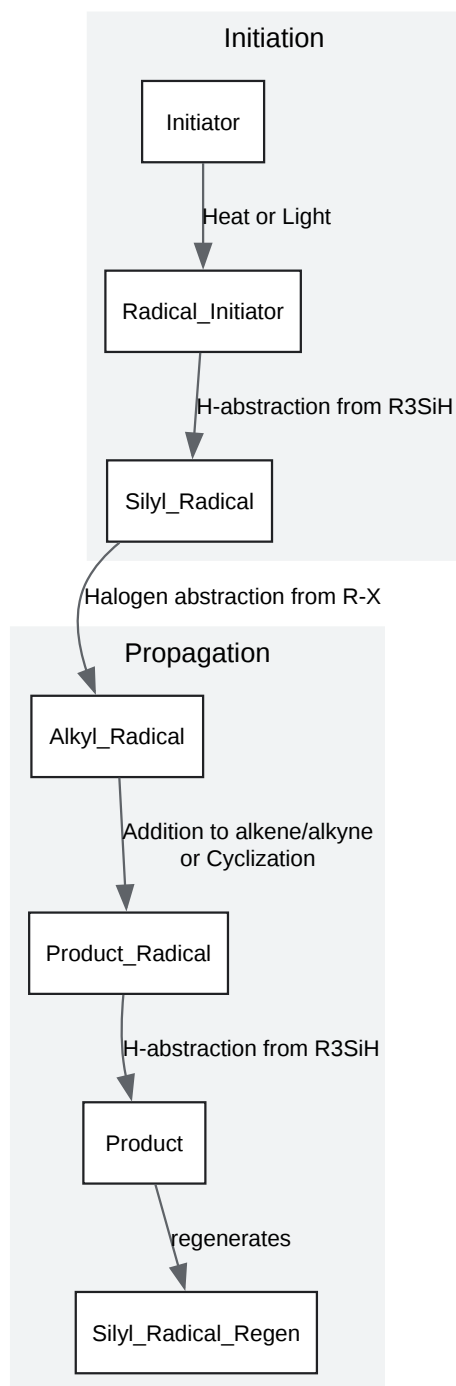 Initiation
Initiator
Heat or Light
Radical_Initiator
H-abstraction from R3SiH
Silyl_Radical
Halogen abstraction from R-X
Propagation
Alkyl_Radical
Addition to alkene/alkyne
or Cyclization
Product_Radical
H-abstraction from R3SiH
Product
regenerates
Silyl_Radical_Regen